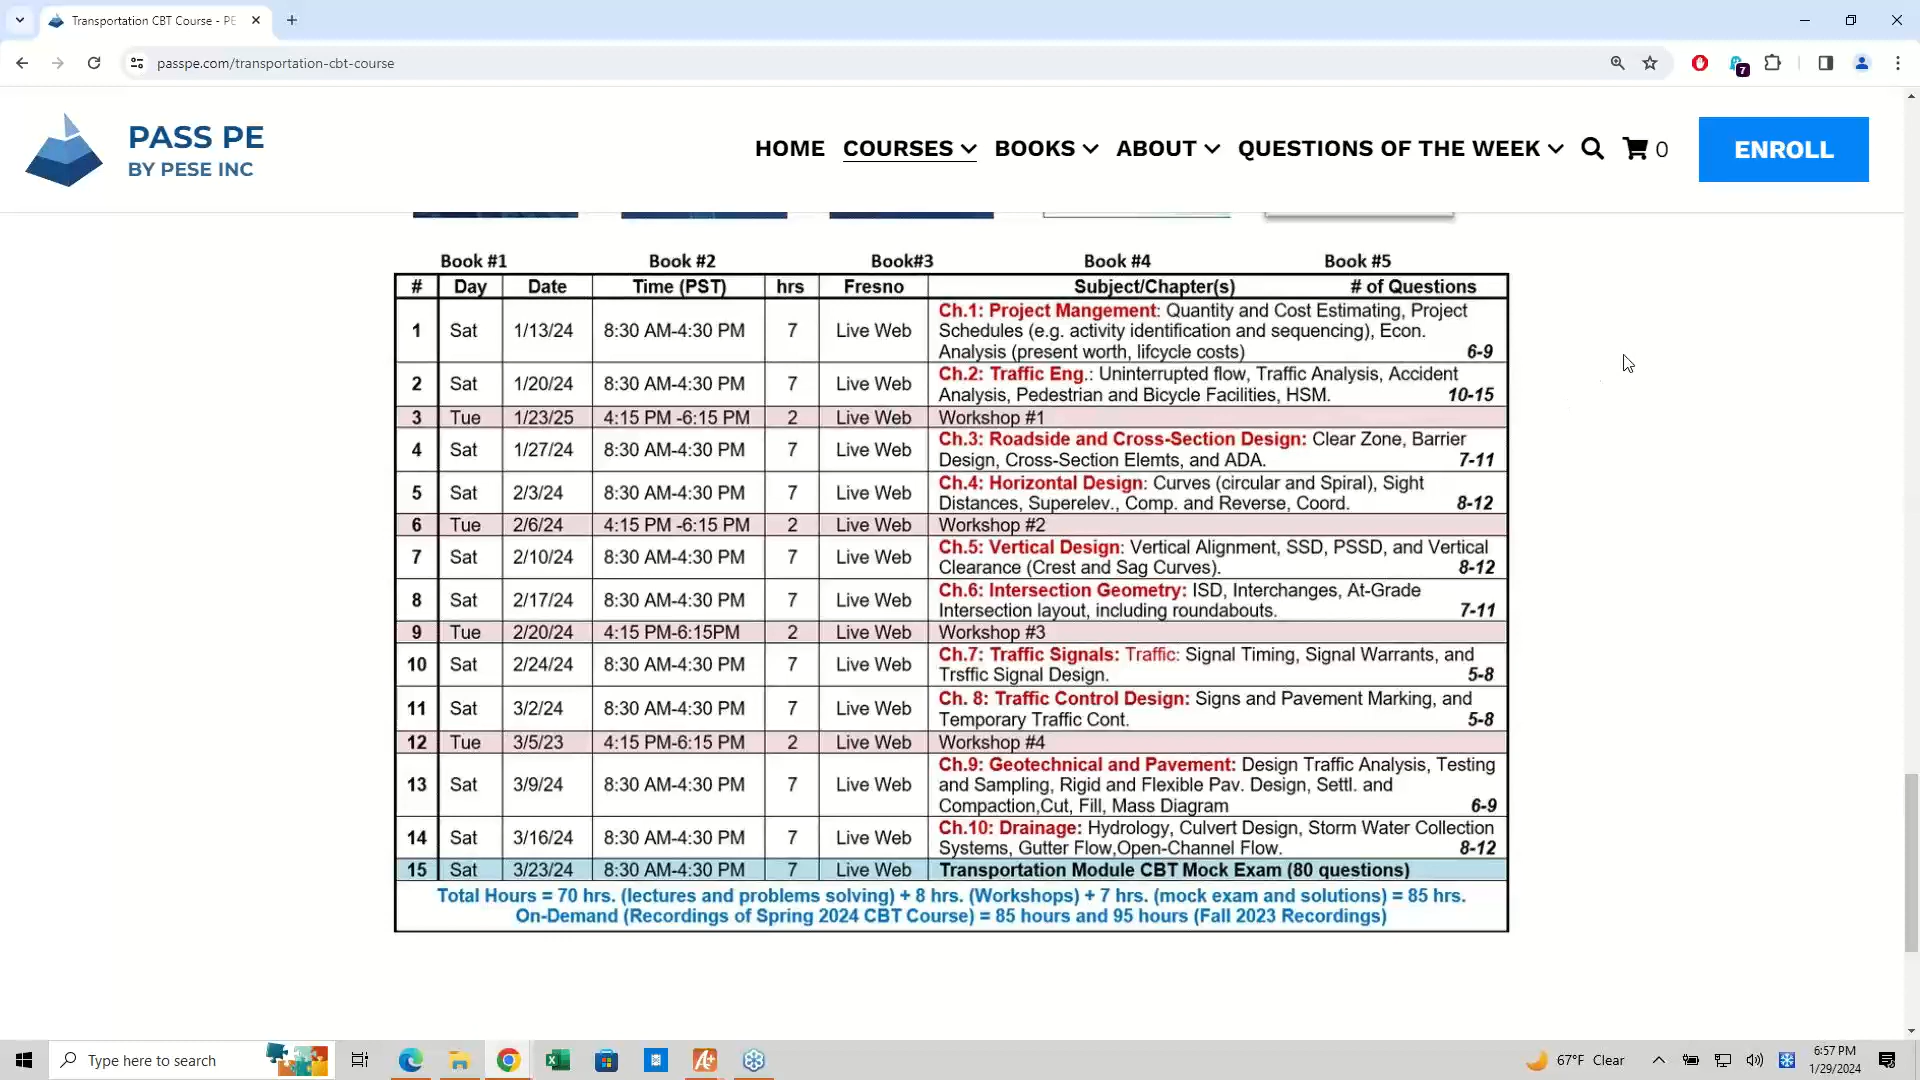 Transportation CBT Course - PE
passpe.com/transportation-cbt-course
7
PASS PE
BY PESE INC
HOME COURSES BOOKS ABOUT QUESTIONS OF THE WEEK 0 ENROLL
Book #1 Book #2 Book#3 Book #4 Book #5
# Day Date Time (PST) hrs Fresno Subject/Chapter(s) # of Questions
1 Sat 1/13/24 8:30 AM-4:30 PM 7 Live Web Ch.1: Project Mangement: Quantity and Cost Estimating, Project
Schedules (e.g. activity identification and sequencing), Econ.
Analysis (present worth, lifcycle costs) 6-9
2 Sat 1/20/24 8:30 AM-4:30 PM 7 Live Web Ch.2: Traffic Eng.: Uninterrupted flow, Traffic Analysis, Accident
Analysis, Pedestrian and Bicycle Facilities, HSM. 10-15
3 Tue 1/23/25 4:15 PM -6:15 PM 2 Live Web Workshop #1
4 Sat 1/27/24 8:30 AM-4:30 PM 7 Live Web Ch.3: Roadside and Cross-Section Design: Clear Zone, Barrier
Design, Cross-Section Elemts, and ADA. 7-11
5 Sat 2/3/24 8:30 AM-4:30 PM 7 Live Web Ch.4: Horizontal Design: Curves (circular and Spiral), Sight
Distances, Superelev., Comp. and Reverse, Coord. 8-12
6 Tue 2/6/24 4:15 PM -6:15 PM 2 Live Web Workshop #2
7 Sat 2/10/24 8:30 AM-4:30 PM 7 Live Web Ch.5: Vertical Design: Vertical Alignment, SSD, PSSD, and Vertical
Clearance (Crest and Sag Curves). 8-12
8 Sat 2/17/24 8:30 AM-4:30 PM 7 Live Web Ch.6: Intersection Geometry: ISD, Interchanges, At-Grade
Intersection layout, including roundabouts. 7-11
9 Tue 2/20/24 4:15 PM-6:15PM 2 Live Web Workshop #3
10 Sat 2/24/24 8:30 AM-4:30 PM 7 Live Web Ch.7: Traffic Signals: Traffic: Signal Timing, Signal Warrants, and
Trsffic Signal Design. 5-8
11 Sat 3/2/24 8:30 AM-4:30 PM 7 Live Web Ch. 8: Traffic Control Design: Signs and Pavement Marking, and
Temporary Traffic Cont. 5-8
12 Tue 3/5/23 4:15 PM-6:15 PM 2 Live Web Workshop #4
13 Sat 3/9/24 8:30 AM-4:30 PM 7 Live Web Ch.9: Geotechnical and Pavement: Design Traffic Analysis, Testing
and Sampling, Rigid and Flexible Pav. Design, Settl. and
Compaction,Cut, Fill, Mass Diagram 6-9
14 Sat 3/16/24 8:30 AM-4:30 PM 7 Live Web Ch.10: Drainage: Hydrology, Culvert Design, Storm Water Collection
Systems, Gutter Flow,Open-Channel Flow. 8-12
15 Sat 3/23/24 8:30 AM-4:30 PM 7 Live Web Transportation Module CBT Mock Exam (80 questions)
Total Hours = 70 hrs. (lectures and problems solving) + 8 hrs. (Workshops) + 7 hrs. (mock exam and solutions) = 85 hrs.
On-Demand (Recordings of Spring 2024 CBT Course) = 85 hours and 95 hours (Fall 2023 Recordings)
Type here to search
67°F Clear
6:57 PM
1/29/2024